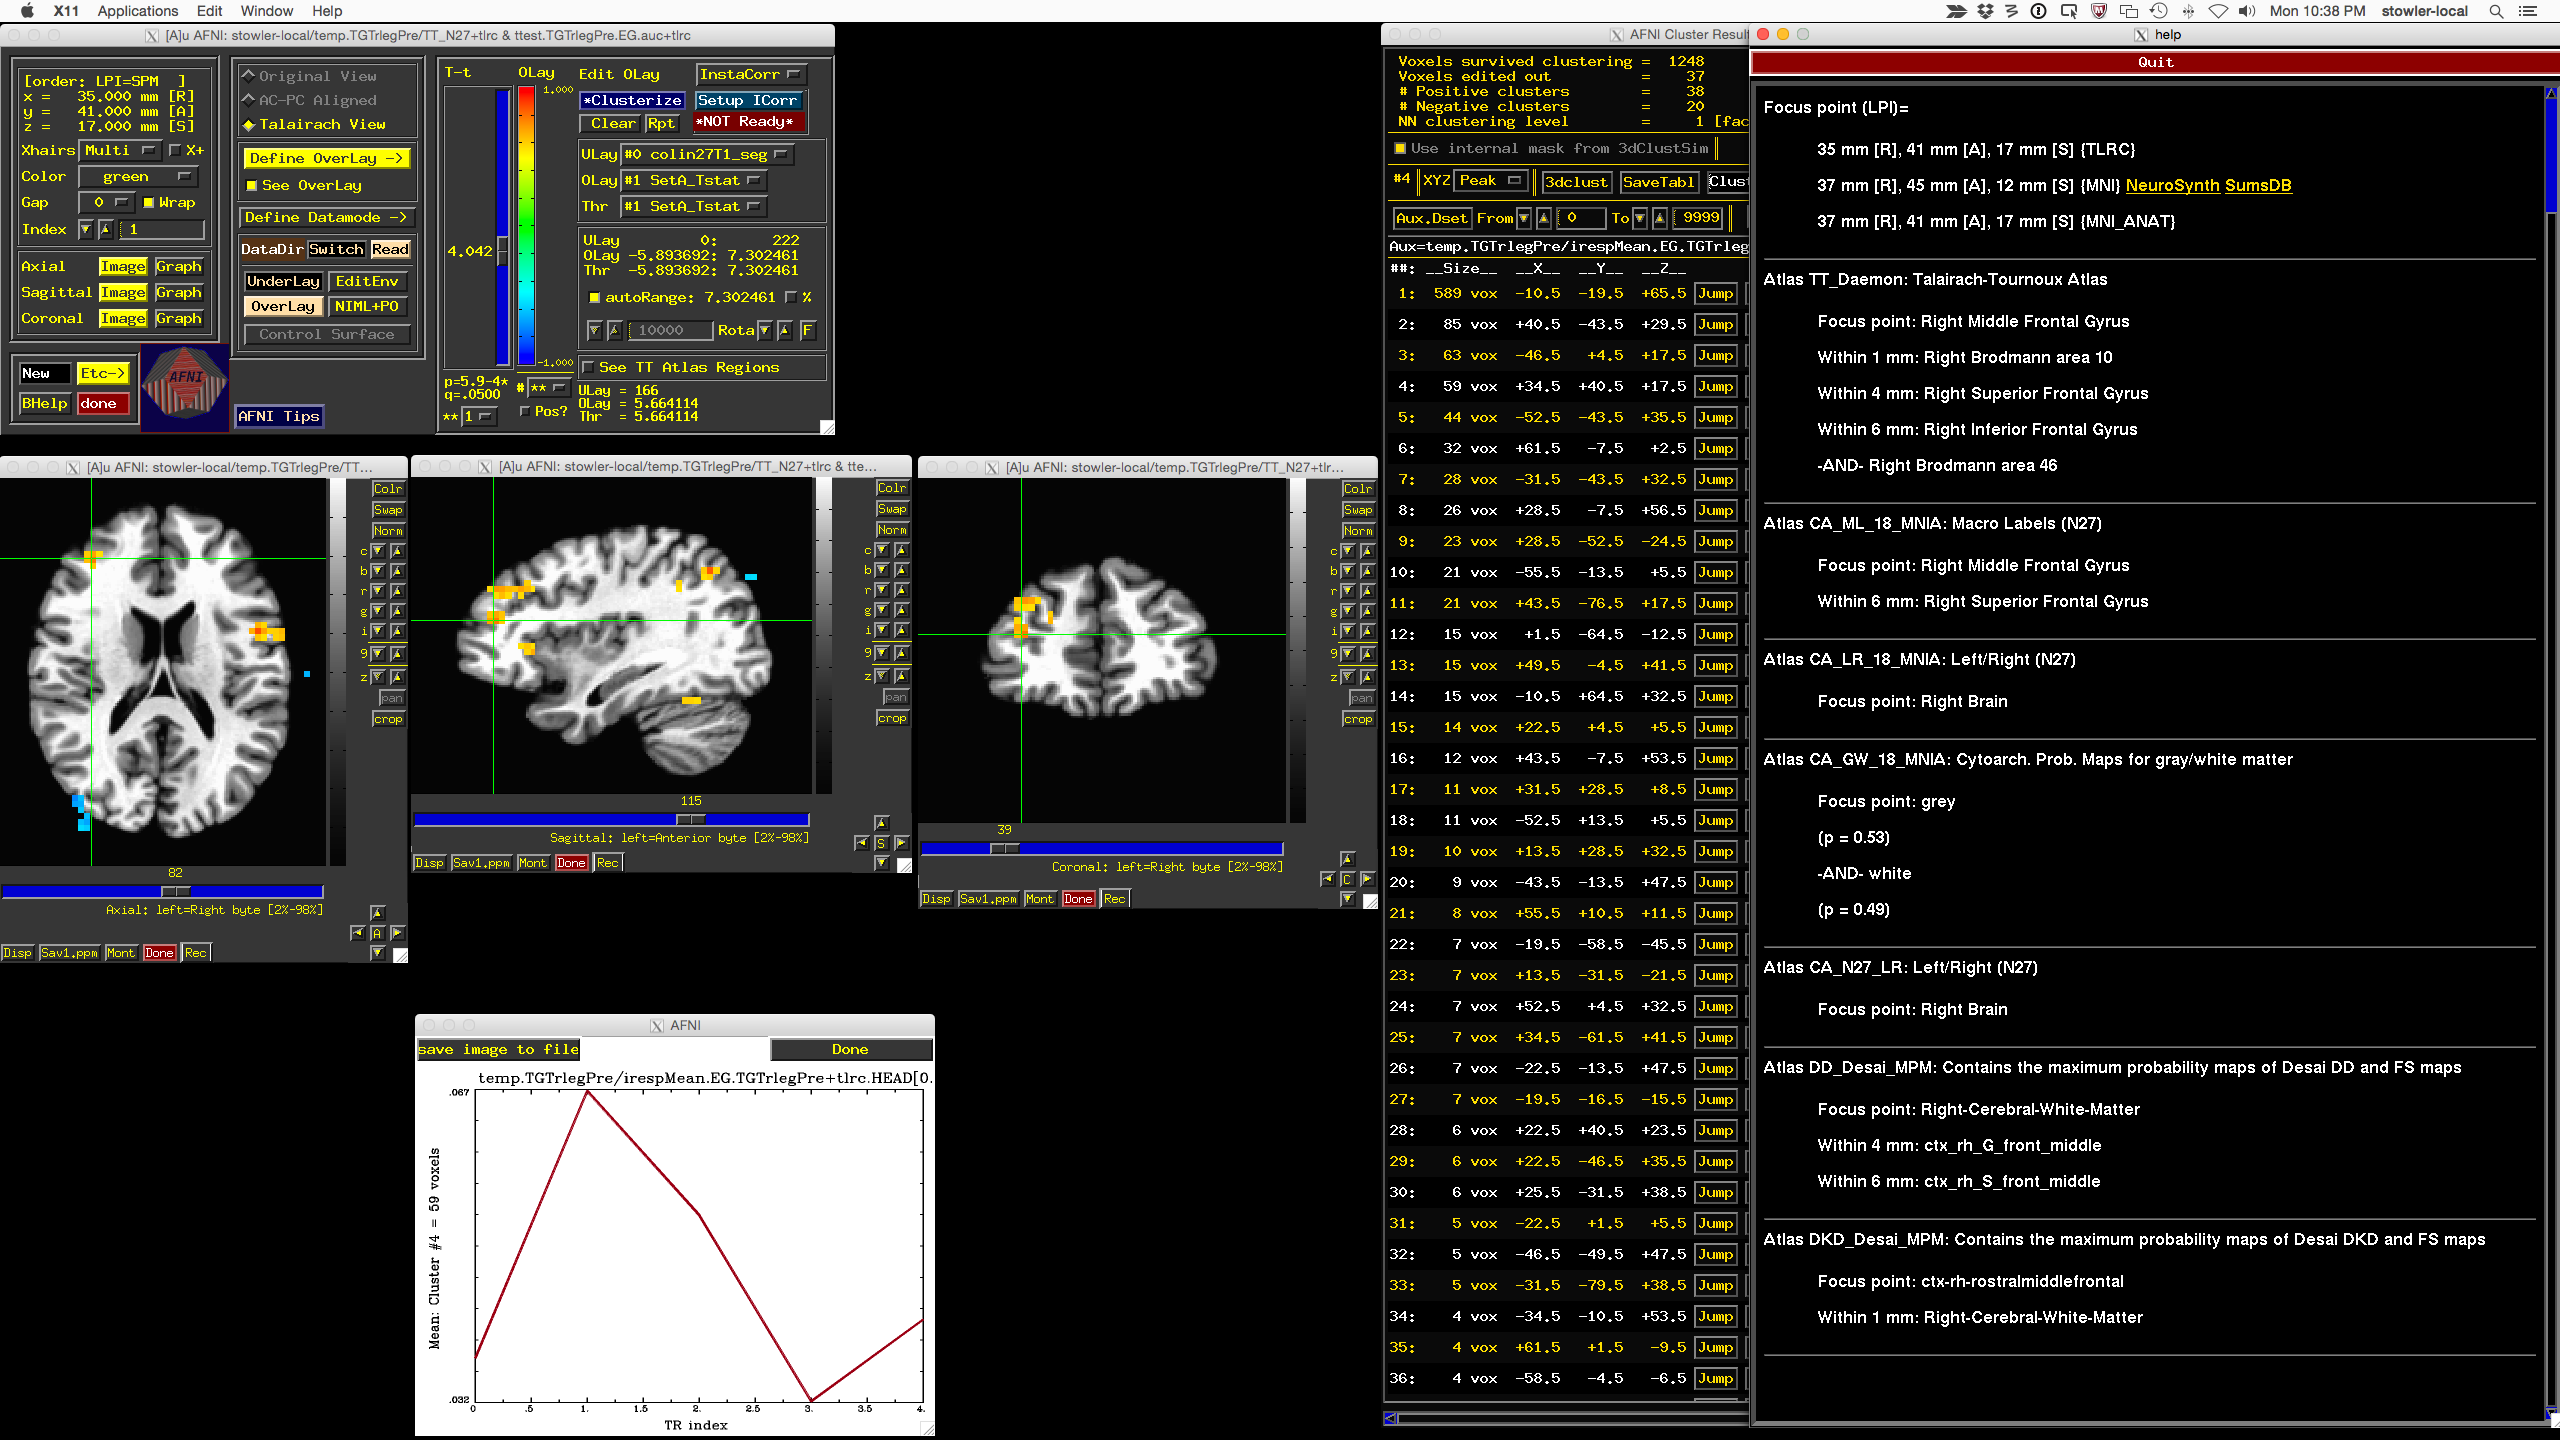 X11 Applications Edit Window Help
Mon 10:38 PM stowler-local
[A]u AFNI: stowler-local/temp.TGTrlegPre/TT_N27+tlrc & ttest.TGTrlegPre.EG.auc+tlrc
[order: LPI=SPM ]
x = 35.000 mm [R]
y = 41.000 mm [A]
z = 17.000 mm [S]
Xhairs Multi X+
Color green
Gap 0 Wrap
Index 1
Axial Image Graph
Sagittal Image Graph
Coronal Image Graph
New Etc->
BHelp done
AFNI
Original View
AC-PC Aligned
Talairach View
Define OverLay ->
See OverLay
Define Datamode ->
DataDir Switch Read
UnderLay EditEnv
OverLay NIML+PO
Control Surface
AFNI Tips
T-t OLay
1.000
4.042
-1.000
p=5.9-4*
q=.0500
# **
** 1
Pos?
Edit OLay InstaCorr
*Clusterize Setup ICorr
Clear Rpt *NOT Ready*
ULay #0 colin27T1_seg
OLay #1 SetA_Tstat
Thr #1 SetA_Tstat
ULay 0: 222
OLay -5.893692: 7.302461
Thr -5.893692: 7.302461
autoRange: 7.302461 %
10000 Rota F
See TT Atlas Regions
ULay = 166
OLay = 5.664114
Thr = 5.664114
[A]u AFNI: stowler-local/temp.TGTrlegPre/TT...
Colr
Swap
Norm
c
b
r
g
i
9
z
pan
crop
82
Axial: left=Right byte [2%-98%]
A
Disp Sav1.ppm Mont Done Rec
[A]u AFNI: stowler-local/temp.TGTrlegPre/TT_N27+tlrc & tte...
Colr
Swap
Norm
c
b
r
g
i
9
z
pan
crop
115
Sagittal: left=Anterior byte [2%-98%]
S
Disp Sav1.ppm Mont Done Rec
[A]u AFNI: stowler-local/temp.TGTrlegPre/TT_N27+tlr...
Colr
Swap
Norm
c
b
r
g
i
9
z
pan
crop
39
Coronal: left=Right byte [2%-98%]
C
Disp Sav1.ppm Mont Done Rec
AFNI
save image to file Done
temp.TGTrlegPre/irespMean.EG.TGTrlegPre+tlrc.HEAD[0.
.067
Mean: Cluster #4 = 59 voxels
.032
0 .5 1. 1.5 2. 2.5 3. 3.5 4.
TR index
AFNI Cluster Resul
Voxels survived clustering = 1248
Voxels edited out = 37
# Positive clusters = 38
# Negative clusters = 20
NN clustering level = 1 [fac
Use internal mask from 3dClustSim
#4 XYZ Peak 3dclust SaveTabl Clust
Aux.Dset From 0 To 9999
Aux=temp.TGTrlegPre/irespMean.EG.TGTrleg
##: __Size__ __X__ __Y__ __Z__
1: 589 vox -10.5 -19.5 +65.5 Jump
2: 85 vox +40.5 -43.5 +29.5 Jump
3: 63 vox -46.5 +4.5 +17.5 Jump
4: 59 vox +34.5 +40.5 +17.5 Jump
5: 44 vox -52.5 -43.5 +35.5 Jump
6: 32 vox +61.5 -7.5 +2.5 Jump
7: 28 vox -31.5 -43.5 +32.5 Jump
8: 26 vox +28.5 -7.5 +56.5 Jump
9: 23 vox +28.5 -52.5 -24.5 Jump
10: 21 vox -55.5 -13.5 +5.5 Jump
11: 21 vox +43.5 -76.5 +17.5 Jump
12: 15 vox +1.5 -64.5 -12.5 Jump
13: 15 vox +49.5 -4.5 +41.5 Jump
14: 15 vox -10.5 +64.5 +32.5 Jump
15: 14 vox +22.5 +4.5 +5.5 Jump
16: 12 vox +43.5 -7.5 +53.5 Jump
17: 11 vox +31.5 +28.5 +8.5 Jump
18: 11 vox -52.5 +13.5 +5.5 Jump
19: 10 vox +13.5 +28.5 +32.5 Jump
20: 9 vox -43.5 -13.5 +47.5 Jump
21: 8 vox +55.5 +10.5 +11.5 Jump
22: 7 vox -19.5 -58.5 -45.5 Jump
23: 7 vox +13.5 -31.5 -21.5 Jump
24: 7 vox +52.5 +4.5 +32.5 Jump
25: 7 vox +34.5 -61.5 +41.5 Jump
26: 7 vox -22.5 -13.5 +47.5 Jump
27: 7 vox -19.5 -16.5 -15.5 Jump
28: 6 vox +22.5 +40.5 +23.5 Jump
29: 6 vox +22.5 -46.5 +35.5 Jump
30: 6 vox +25.5 -31.5 +38.5 Jump
31: 5 vox -22.5 +1.5 +5.5 Jump
32: 5 vox -46.5 -49.5 +47.5 Jump
33: 5 vox -31.5 -79.5 +38.5 Jump
34: 4 vox -34.5 -10.5 +53.5 Jump
35: 4 vox +61.5 +1.5 -9.5 Jump
36: 4 vox -58.5 -4.5 -6.5 Jump
help
Quit
Focus point (LPI)=
35 mm [R], 41 mm [A], 17 mm [S] {TLRC}
37 mm [R], 45 mm [A], 12 mm [S] {MNI} NeuroSynth SumsDB
37 mm [R], 41 mm [A], 17 mm [S] {MNI_ANAT}
Atlas TT_Daemon: Talairach-Tournoux Atlas
Focus point: Right Middle Frontal Gyrus
Within 1 mm: Right Brodmann area 10
Within 4 mm: Right Superior Frontal Gyrus
Within 6 mm: Right Inferior Frontal Gyrus
-AND- Right Brodmann area 46
Atlas CA_ML_18_MNIA: Macro Labels (N27)
Focus point: Right Middle Frontal Gyrus
Within 6 mm: Right Superior Frontal Gyrus
Atlas CA_LR_18_MNIA: Left/Right (N27)
Focus point: Right Brain
Atlas CA_GW_18_MNIA: Cytoarch. Prob. Maps for gray/white matter
Focus point: grey
(p = 0.53)
-AND- white
(p = 0.49)
Atlas CA_N27_LR: Left/Right (N27)
Focus point: Right Brain
Atlas DD_Desai_MPM: Contains the maximum probability maps of Desai DD and FS maps
Focus point: Right-Cerebral-White-Matter
Within 4 mm: ctx_rh_G_front_middle
Within 6 mm: ctx_rh_S_front_middle
Atlas DKD_Desai_MPM: Contains the maximum probability maps of Desai DKD and FS maps
Focus point: ctx-rh-rostralmiddlefrontal
Within 1 mm: Right-Cerebral-White-Matter